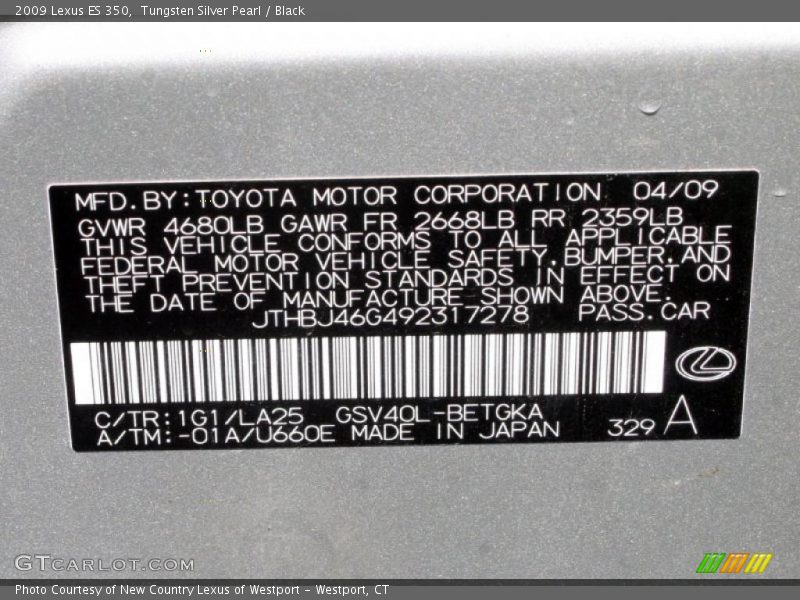 2009 Lexus ES 350,  Tungsten Silver Pearl / Black
MFD.BY:TOYOTA MOTOR CORPORATION 04/09
GVWR 4680LB GAWR FR 2668LB RR 2359LB
THIS VEHICLE CONFORMS TO ALL APPLICABLE
FEDERAL MOTOR VEHICLE SAFETY,BUMPER,AND
THEFT PREVENTION STANDARDS IN EFFECT ON
THE DATE OF MANUFACTURE SHOWN ABOVE.
JTHBJ46G492317278 PASS.CAR
C/TR:1G1/LA25 GSV40L-BETGKA
A/TM:-01A/U660E MADE IN JAPAN 329 A
GTCARLOT.COM
Photo Courtesy of New Country Lexus of Westport - Westport, CT